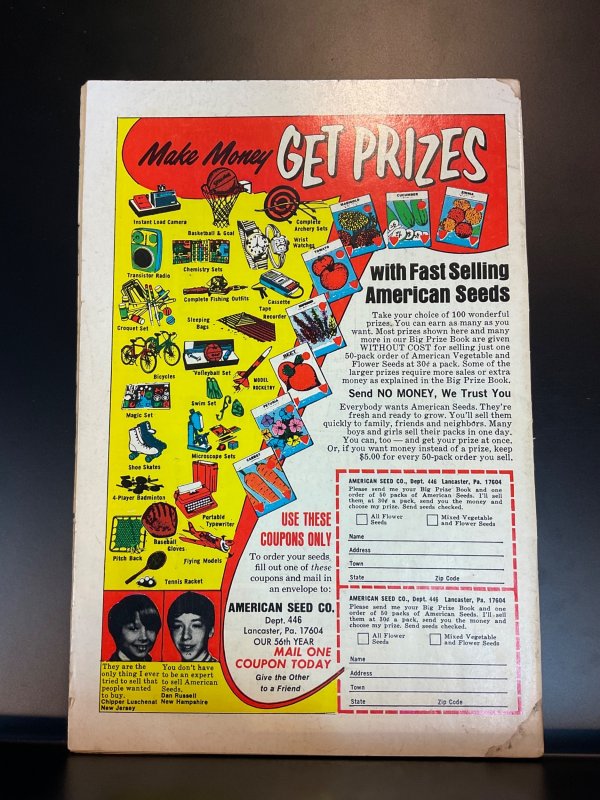 Make Money GET PRIZES
Instant Load Camera
Basketball & Goal
Complete
Archery Sets
Wrist
Watches
Transistor Radio
Chemistry Sets
Complete Fishing Outfits
Cassette
Tape
Recorder
Croquet Set
Sleeping
Bags
Bicycles
Volleyball Set
MODEL
ROCKETRY
Magic Set
Swim Set
Shoe Skates
Microscope Sets
4-Player Badminton
Portable
Typewriter
Baseball
Gloves
Pitch Back
Flying Models
Tennis Racket
MARIGOLD
CUCUMBER
ZINNIA
TOMATO
BEET
PETUNIA
CARROT
with Fast Selling
American Seeds
Take your choice of 100 wonderful
prizes. You can earn as many as you
want. Most prizes shown here and many
more in our Big Prize Book are given
WITHOUT COST for selling just one
50-pack order of American Vegetable and
Flower Seeds at 30¢ a pack. Some of the
larger prizes require more sales or extra
money as explained in the Big Prize Book.
Send NO MONEY, We Trust You
Everybody wants American Seeds. They're
fresh and ready to grow. You'll sell them
quickly to family, friends and neighbors. Many
boys and girls sell their packs in one day.
You can, too — and get your prize at once.
Or, if you want money instead of a prize, keep
$5.00 for every 50-pack order you sell.
USE THESE
COUPONS ONLY
To order your seeds,
fill out one of these
coupons and mail in
an envelope to:
AMERICAN SEED CO.
Dept. 446
Lancaster, Pa. 17604
OUR 56th YEAR
MAIL ONE
COUPON TODAY
Give the Other
to a Friend
They are the
only thing I ever
tried to sell that
people wanted
to buy.
Chipper Luschenat
New Jersey
You don't have
to be an expert
to sell American
Seeds.
Dan Russell
New Hampshire
AMERICAN SEED CO., Dept. 446 Lancaster, Pa. 17604
Please send me your Big Prize Book and one
order of 50 packs of American Seeds. I'll sell
them at 30¢ a pack, send you the money and
choose my prize. Send seeds checked.
All Flower
Seeds
Mixed Vegetable
and Flower Seeds
Name
Address
Town
State Zip Code
AMERICAN SEED CO., Dept. 446 Lancaster, Pa. 17604
Please send me your Big Prize Book and one
order of 50 packs of American Seeds. I'll sell
them at 30¢ a pack, send you the money and
choose my prize. Send seeds checked.
All Flower
Seeds
Mixed Vegetable
and Flower Seeds
Name
Address
Town
State Zip Code